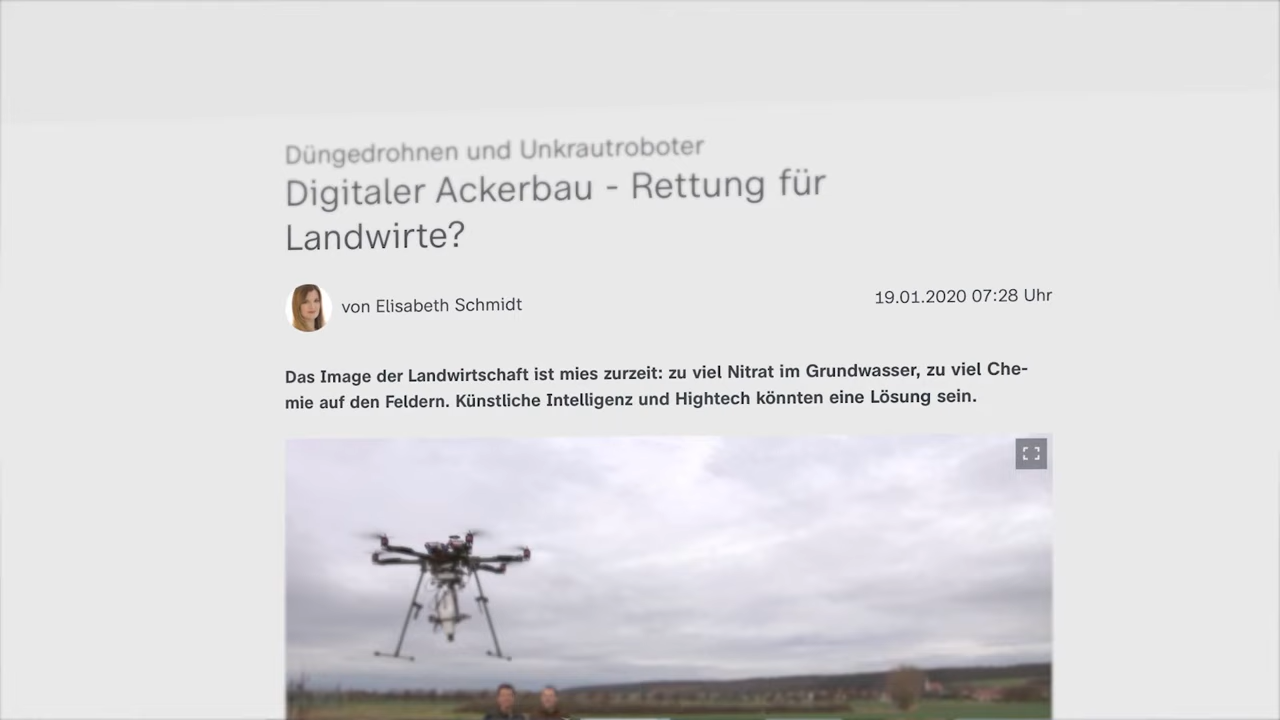 Düngedrohnen und Unkrautroboter
Digitaler Ackerbau - Rettung für
Landwirte?
von Elisabeth Schmidt
19.01.2020 07:28 Uhr
Das Image der Landwirtschaft ist mies zurzeit: zu viel Nitrat im Grundwasser, zu viel Che-
mie auf den Feldern. Künstliche Intelligenz und Hightech könnten eine Lösung sein.